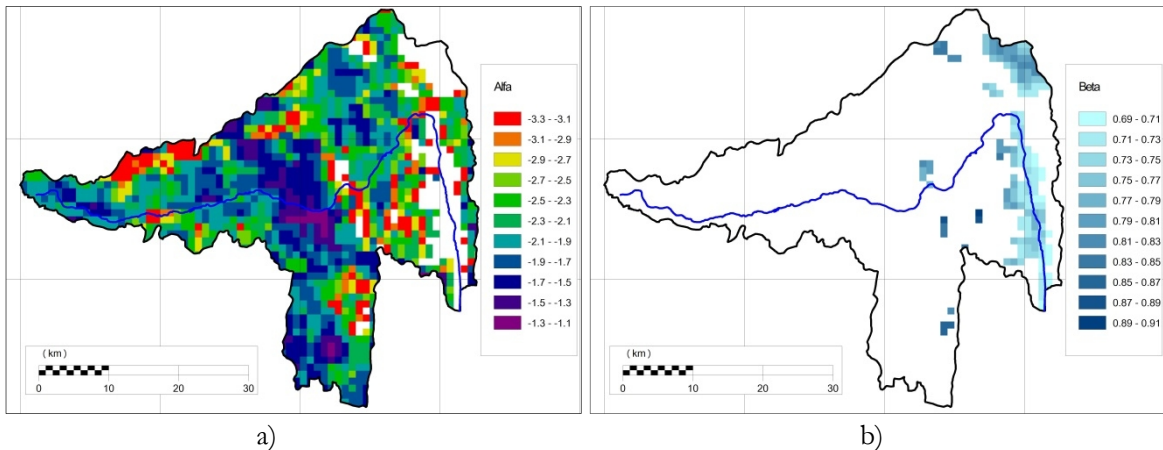 Alfa
-3.3 - -3.1
-3.1 - -2.9
-2.9 - -2.7
-2.7 - -2.5
-2.5 - -2.3
-2.3 - -2.1
-2.1 - -1.9
-1.9 - -1.7
-1.7 - -1.5
-1.5 - -1.3
-1.3 - -1.1
( km )
0 10 20 30
a)
Beta
0.69 - 0.71
0.71 - 0.73
0.73 - 0.75
0.75 - 0.77
0.77 - 0.79
0.79 - 0.81
0.81 - 0.83
0.83 - 0.85
0.85 - 0.87
0.87 - 0.89
0.89 - 0.91
( km )
0 10 20 30
b)